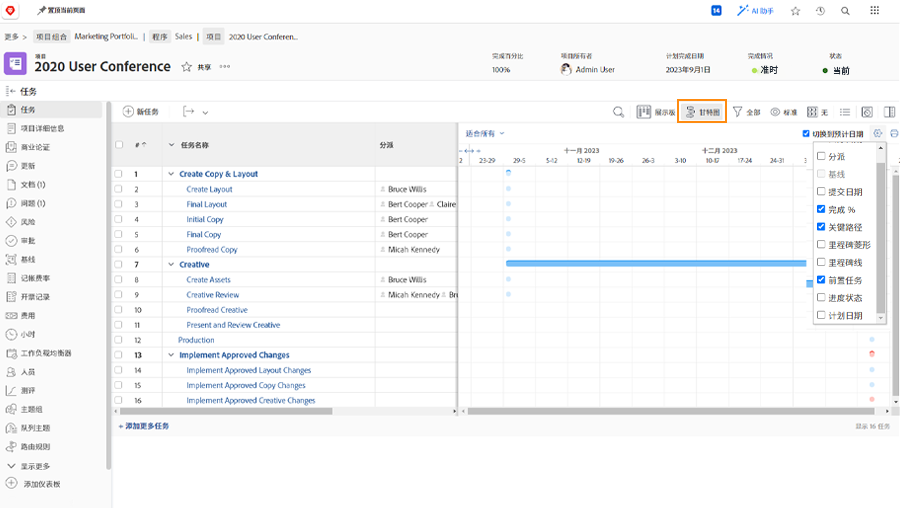 置顶当前页面
14
AI 助手
更多 > 项目组合 Marketing Portfoli... | 程序 Sales | 项目 2020 User Conferen...
项目
2020 User Conference
共享
完成百分比
100%
项目所有者
Admin User
计划完成日期
2023年9月1日
完成情况
准时
状态
当前
任务
任务
项目详细信息
商业论证
更新
文档 (1)
问题 (1)
风险
审批
基线
记帐费率
开票记录
费用
小时
工作负载均衡器
人员
测评
主题组
队列主题
路由规则
显示更多
添加仪表板
新任务
展示板
甘特图
全部
标准
无
# 任务名称 分派
1 Create Copy & Layout
2 Create Layout Bruce Willis
3 Final Layout Bert Cooper Claire
4 Initial Copy Bert Cooper
5 Final Copy Bert Cooper
6 Proofread Copy Micah Kennedy
7 Creative
8 Create Assets Bruce Willis
9 Creative Review Micah Kennedy Br
10 Proofread Creative
11 Present and Review Creative
12 Production
13 Implement Approved Changes
14 Implement Approved Layout Changes
15 Implement Approved Copy Changes
16 Implement Approved Creative Changes
适合所有
切换到预计日期
十一月 2023 十二月 2023
2 23-29 29-5 5-12 12-19 19-26 26-3 3-10 10-17 17-24 24-31 3
分派
基线
提交日期
完成 %
关键路径
里程碑菱形
里程碑线
前置任务
进度状态
计划日期
+ 添加更多任务
显示 16 任务